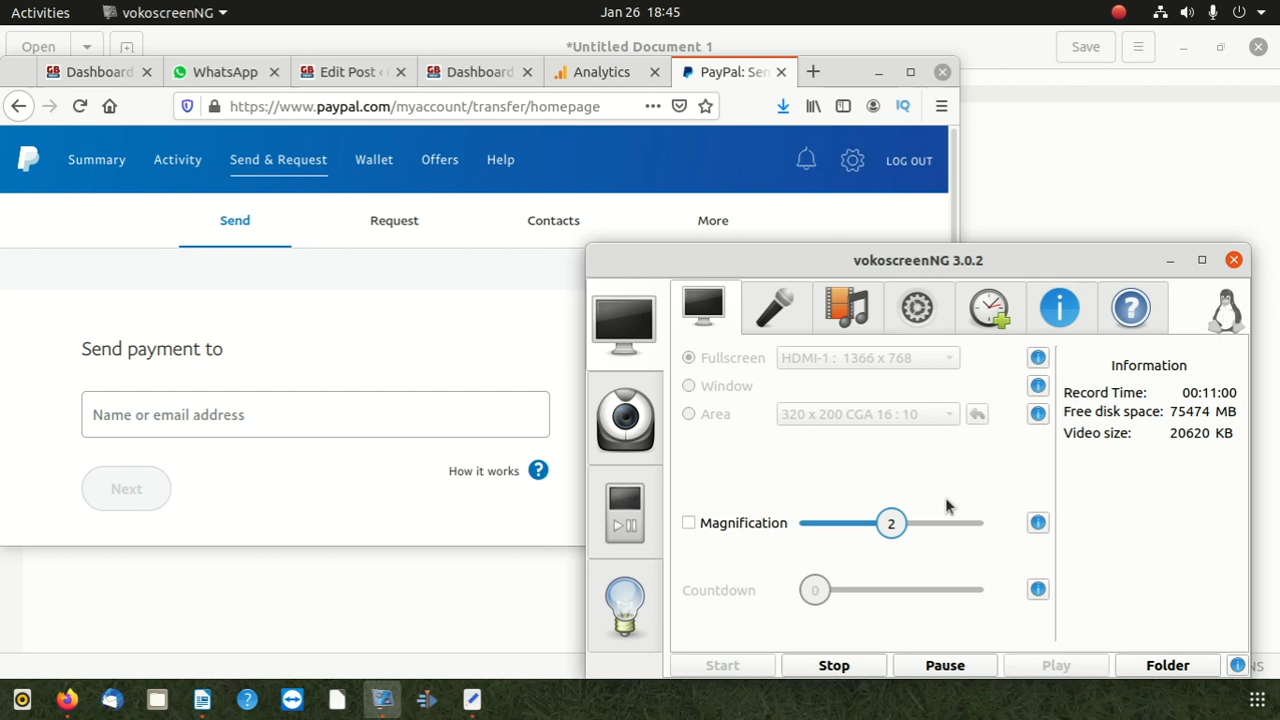 Activities vokoscreenNG Jan 26 18:45
Open *Untitled Document 1 Save
Dashboard WhatsApp Edit Post ‹ Dashboard Analytics PayPal: Sen
https://www.paypal.com/myaccount/transfer/homepage
Summary Activity Send & Request Wallet Offers Help LOG OUT
Send Request Contacts More
Send payment to
Name or email address
How it works ?
Next
vokoscreenNG 3.0.2
Fullscreen HDMI-1 : 1366 x 768
Window
Area 320 x 200 CGA 16 : 10
Information
Record Time: 00:11:00
Free disk space: 75474 MB
Video size: 20620 KB
Magnification 2
Countdown 0
Start Stop Pause Play Folder